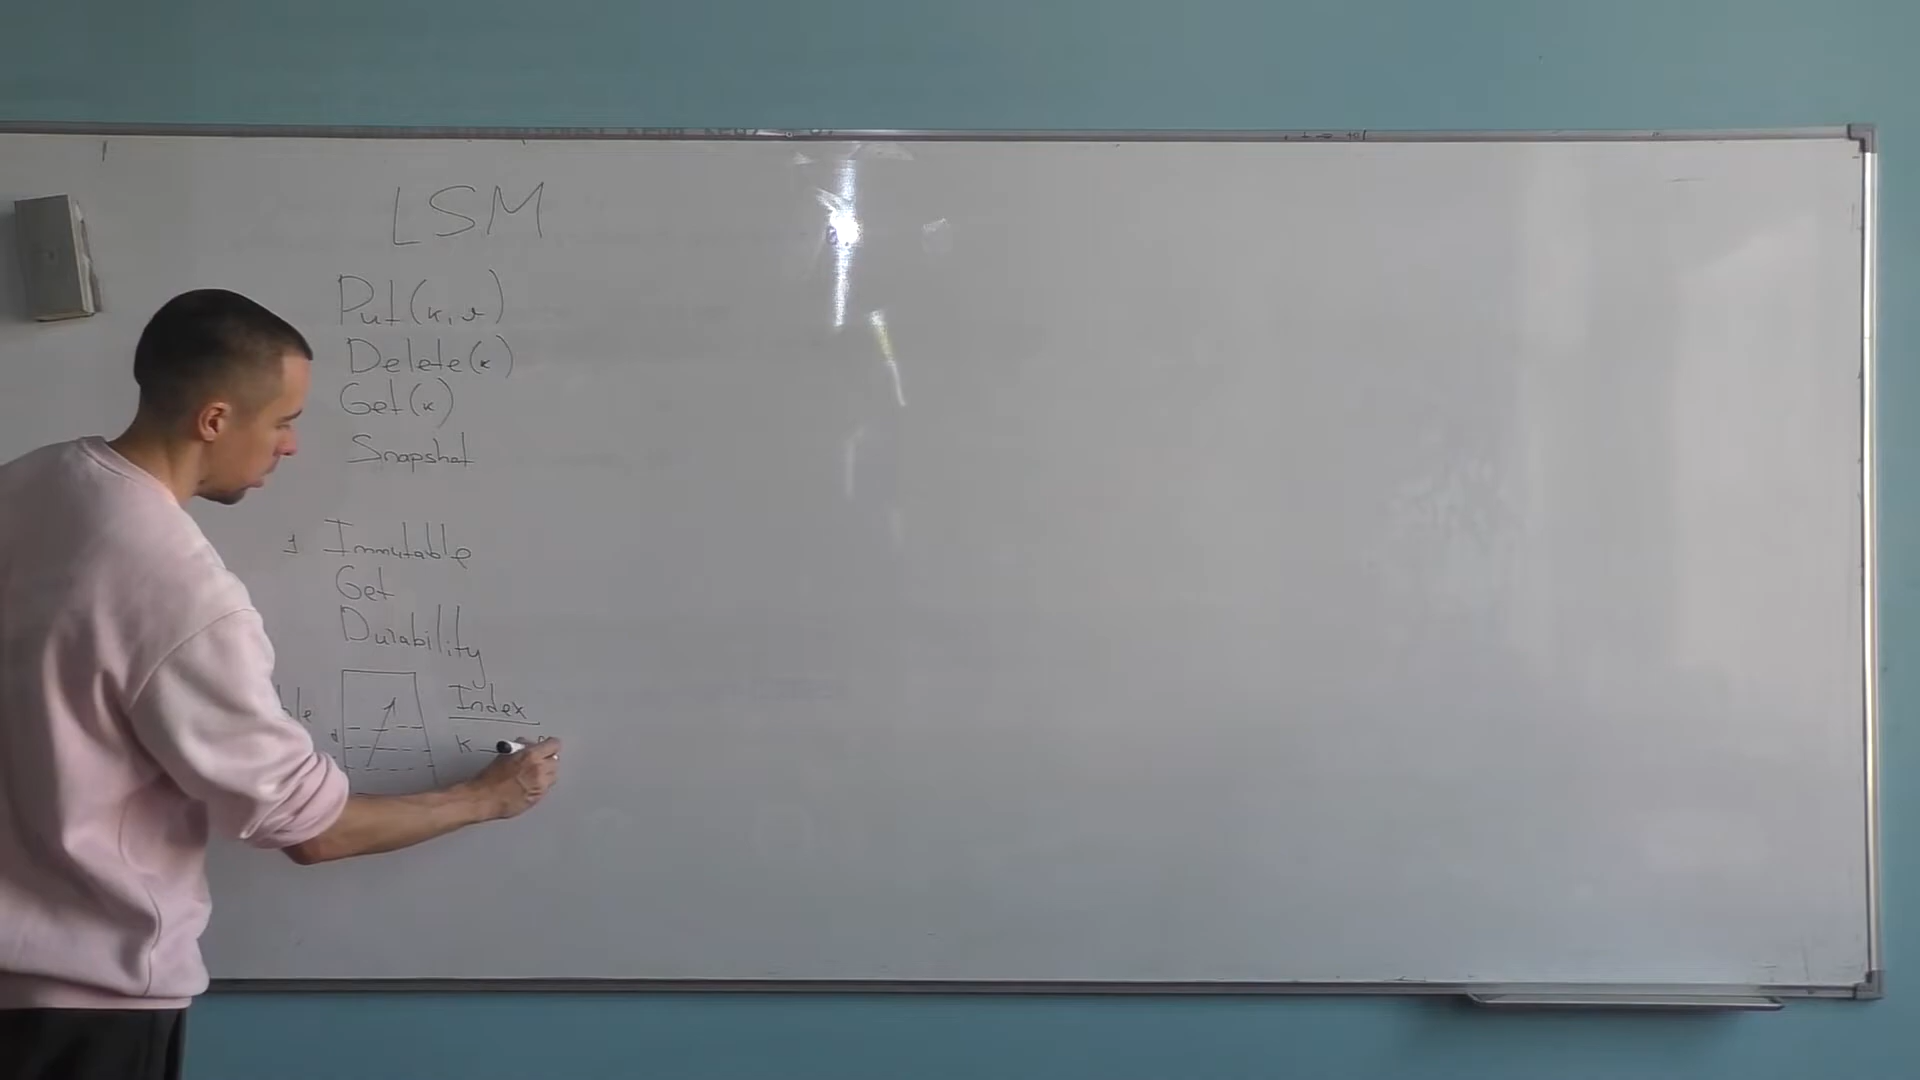 LSM
Put(k, v)
Delete(k)
Get(k)
Snapshot
1 Immutable
Get
Durability
Index
k